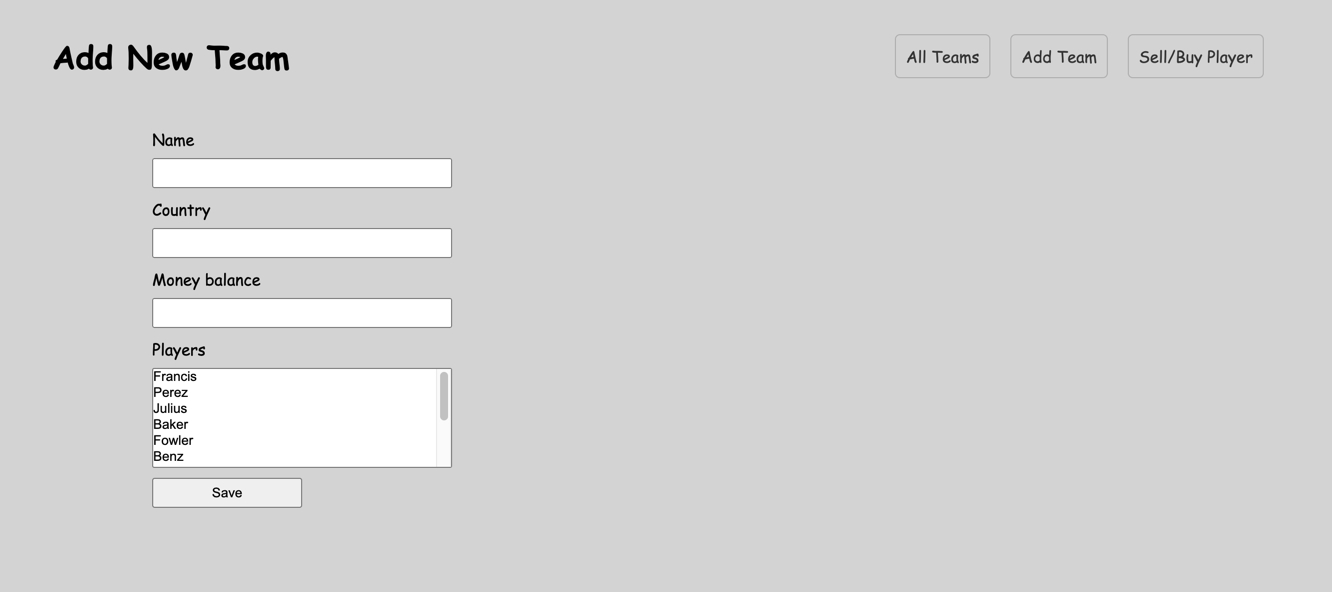 Add New Team
All Teams
Add Team
Sell/Buy Player
Name
Country
Money balance
Players
Francis
Perez
Julius
Baker
Fowler
Benz
Save